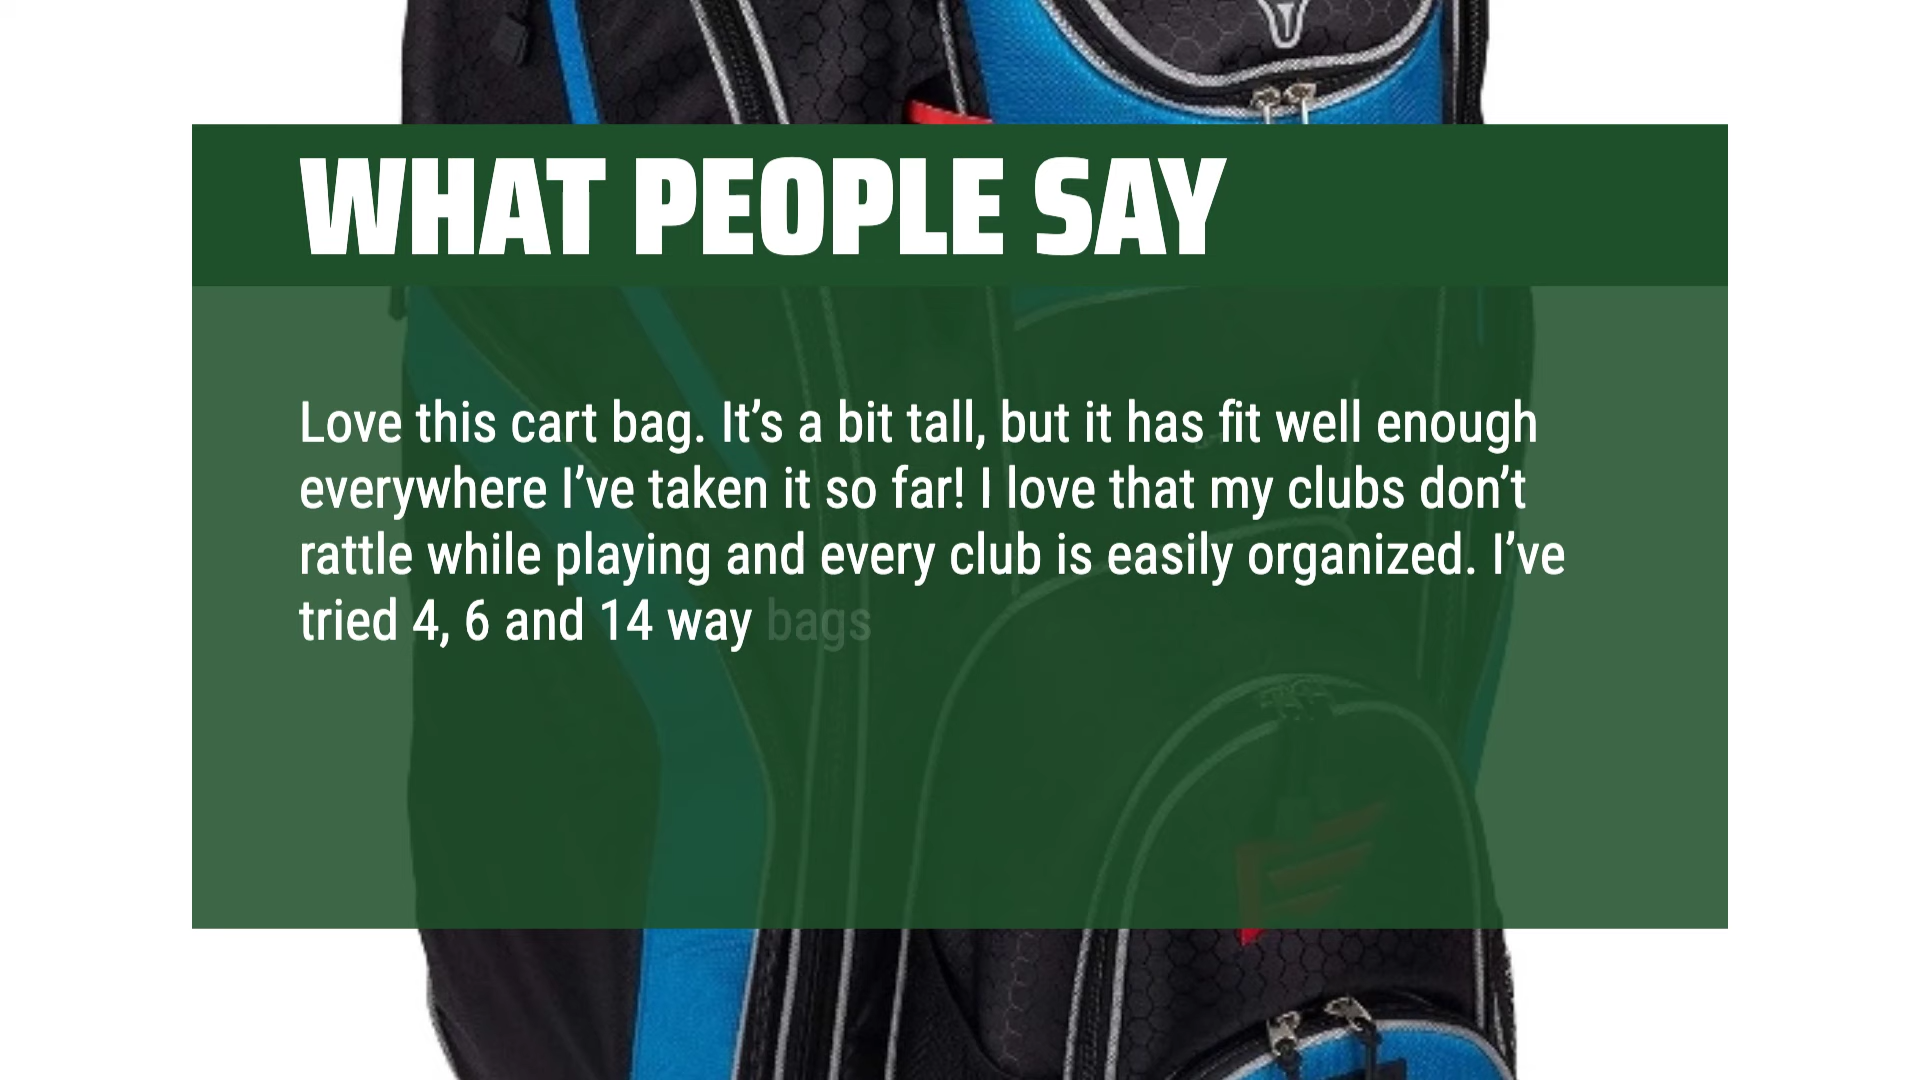 WHAT PEOPLE SAY
Love this cart bag. It’s a bit tall, but it has fit well enough
everywhere I’ve taken it so far! I love that my clubs don’t
rattle while playing and every club is easily organized. I’ve
tried 4, 6 and 14 way bags